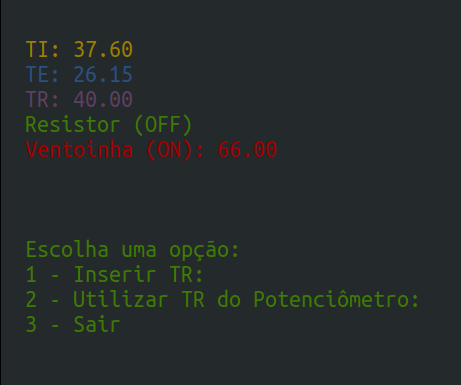 TI: 37.60
TE: 26.15
TR: 40.00
Resistor (OFF)
Ventoinha (ON): 66.00
Escolha uma opção:
1 - Inserir TR:
2 - Utilizar TR do Potenciômetro:
3 - Sair